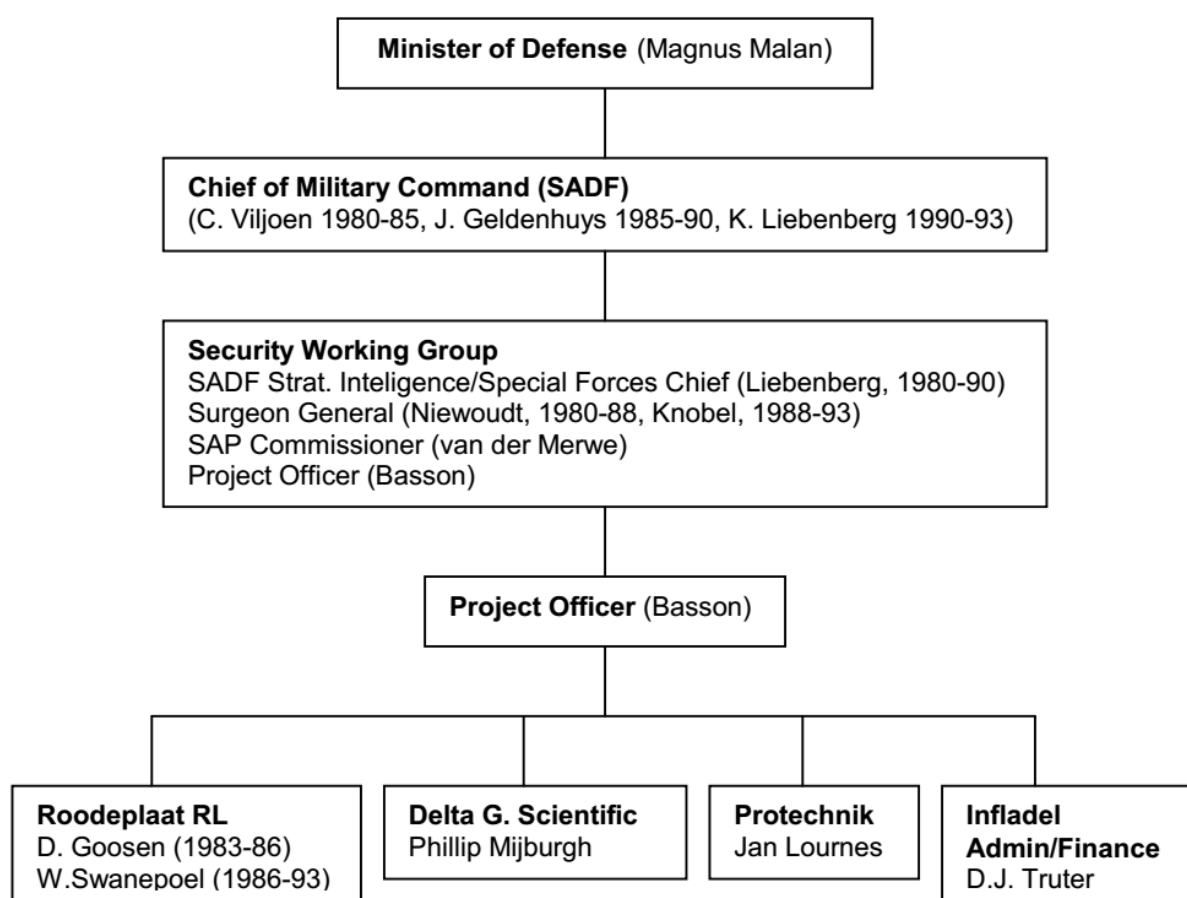 Minister of Defense (Magnus Malan)
Chief of Military Command (SADF)
(C. Viljoen 1980-85, J. Geldenhuys 1985-90, K. Liebenberg 1990-93)
Security Working Group
SADF Strat. Inteligence/Special Forces Chief (Liebenberg, 1980-90)
Surgeon General (Niewoudt, 1980-88, Knobel, 1988-93)
SAP Commissioner (van der Merwe)
Project Officer (Basson)
Project Officer (Basson)
Roodeplaat RL
D. Goosen (1983-86)
W.Swanepoel (1986-93)
Delta G. Scientific
Phillip Mijburgh
Protechnik
Jan Lournes
Infladel
Admin/Finance
D.J. Truter